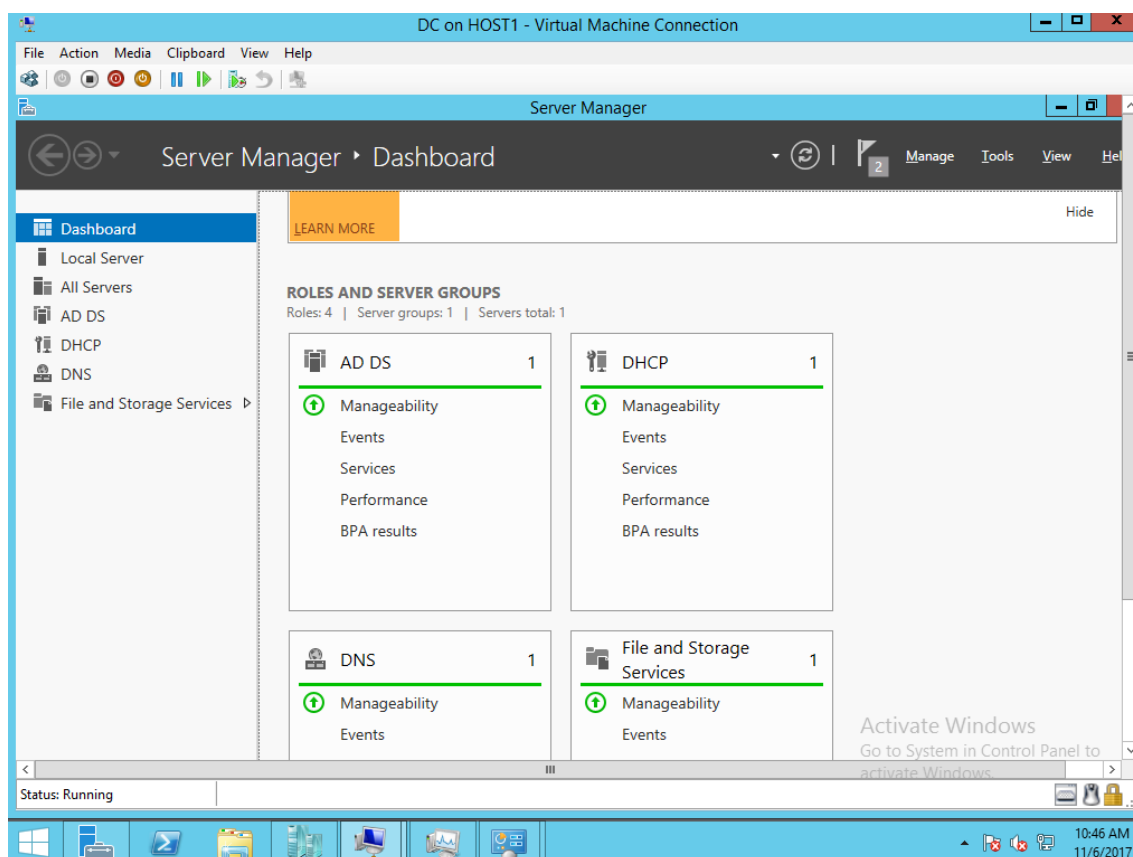 DC on HOST1 - Virtual Machine Connection
File Action Media Clipboard View Help
Server Manager
Server Manager Dashboard
2
Manage Tools View Hel
Dashboard
Local Server
All Servers
AD DS
DHCP
DNS
File and Storage Services
LEARN MORE
Hide
ROLES AND SERVER GROUPS
Roles: 4 | Server groups: 1 | Servers total: 1
AD DS 1
Manageability
Events
Services
Performance
BPA results
DHCP 1
Manageability
Events
Services
Performance
BPA results
DNS 1
Manageability
Events
File and Storage
Services 1
Manageability
Events
Activate Windows
Go to System in Control Panel to
activate Windows.
Status: Running
10:46 AM
11/6/2017